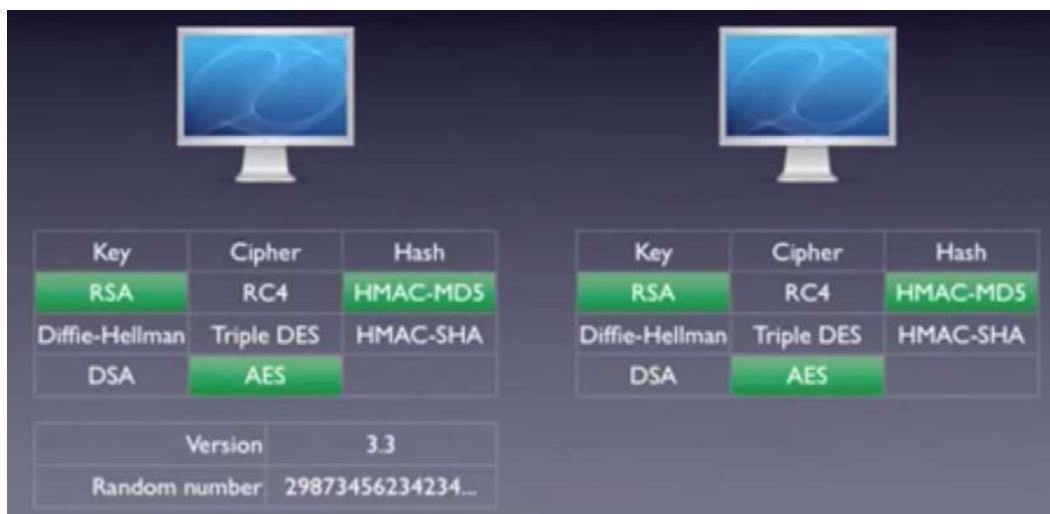 Key Cipher Hash
RSA RC4 HMAC-MD5
Diffie-Hellman Triple DES HMAC-SHA
DSA AES
Version 3.3
Random number 29873456234234...
Key Cipher Hash
RSA RC4 HMAC-MD5
Diffie-Hellman Triple DES HMAC-SHA
DSA AES